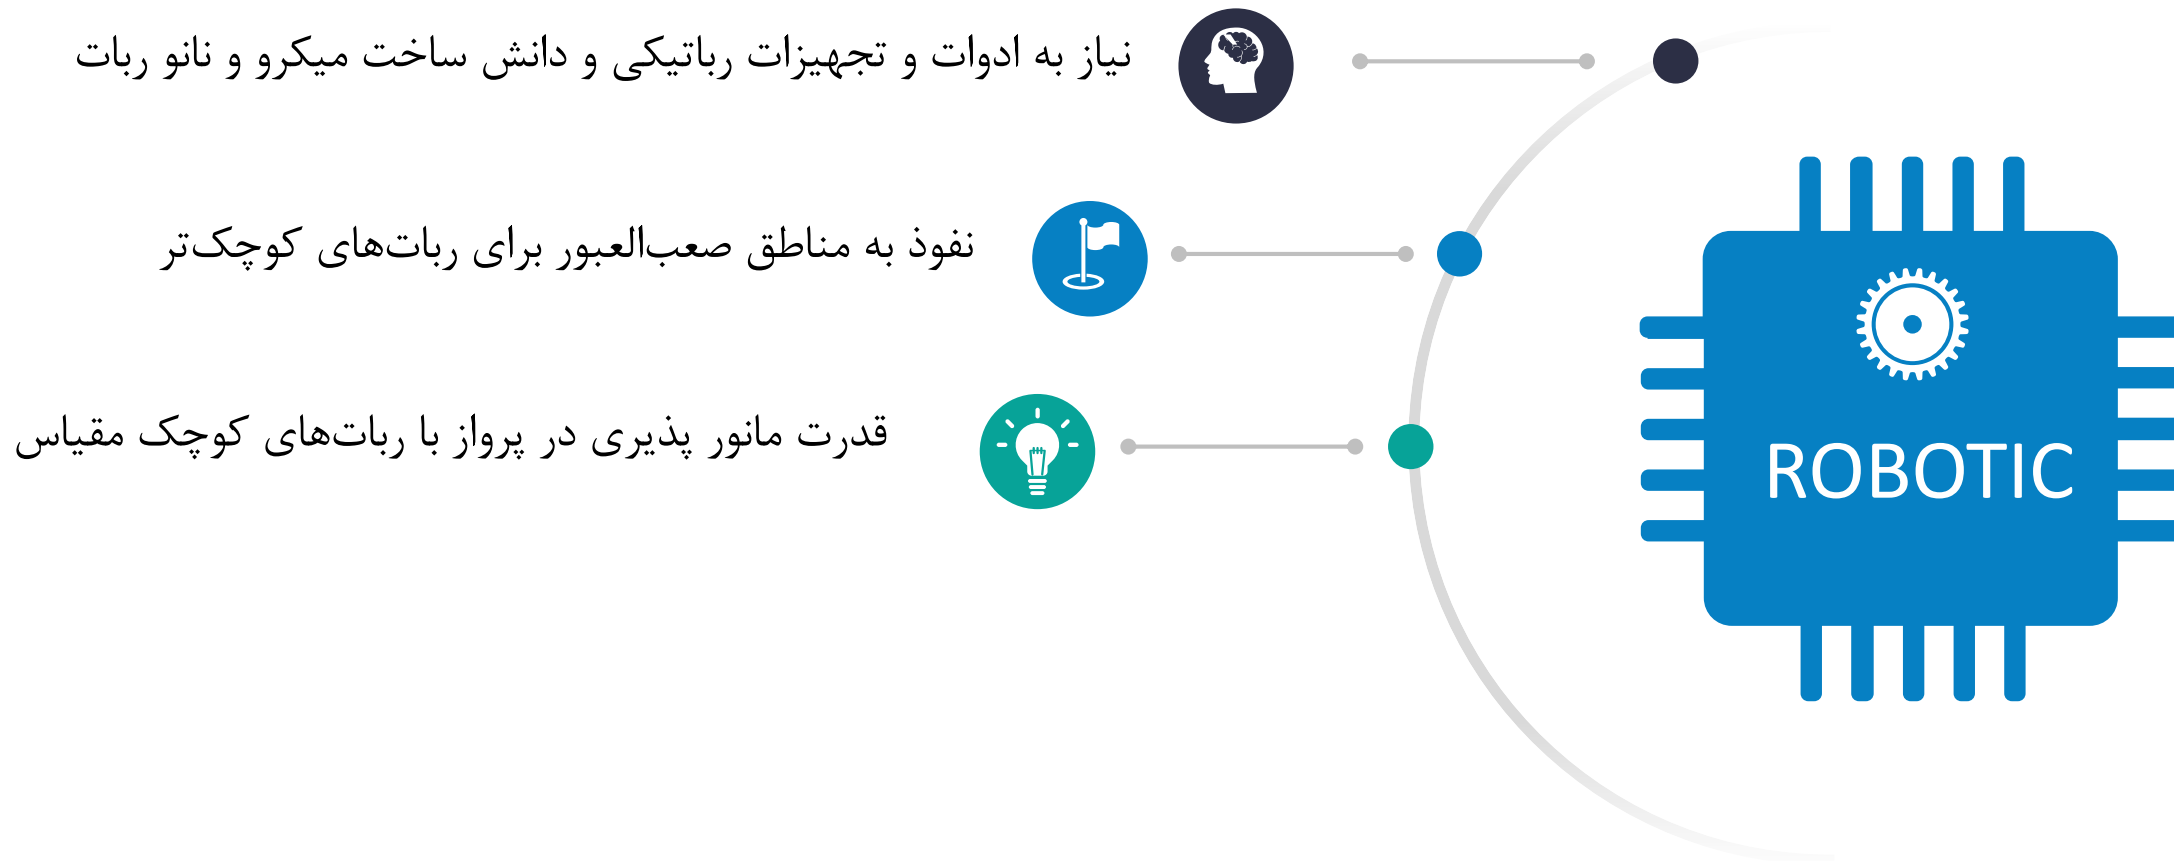 نیاز به ادوات و تجهیزات رباتیکی و دانش ساخت میکرو و نانو ربات
نفوذ به مناطق صعب‌العبور برای ربات‌های کوچک‌تر
قدرت مانور پذیری در پرواز با ربات‌های کوچک مقیاس
ROBOTIC